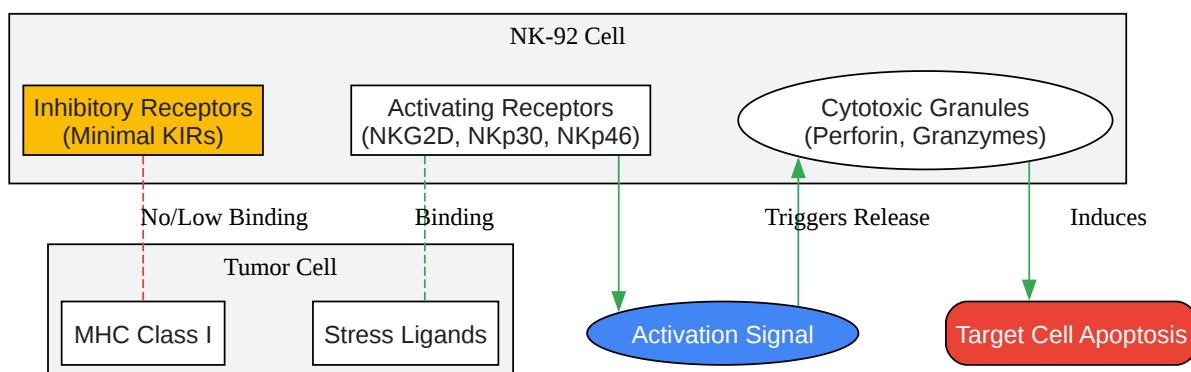 NK-92 Cell
Inhibitory Receptors
(Minimal KIRs)
Activating Receptors
(NKG2D, NKp30, NKp46)
Cytotoxic Granules
(Perforin, Granzymes)
No/Low Binding
Binding
Triggers Release
Induces
Tumor Cell
MHC Class I
Stress Ligands
Activation Signal
Target Cell Apoptosis